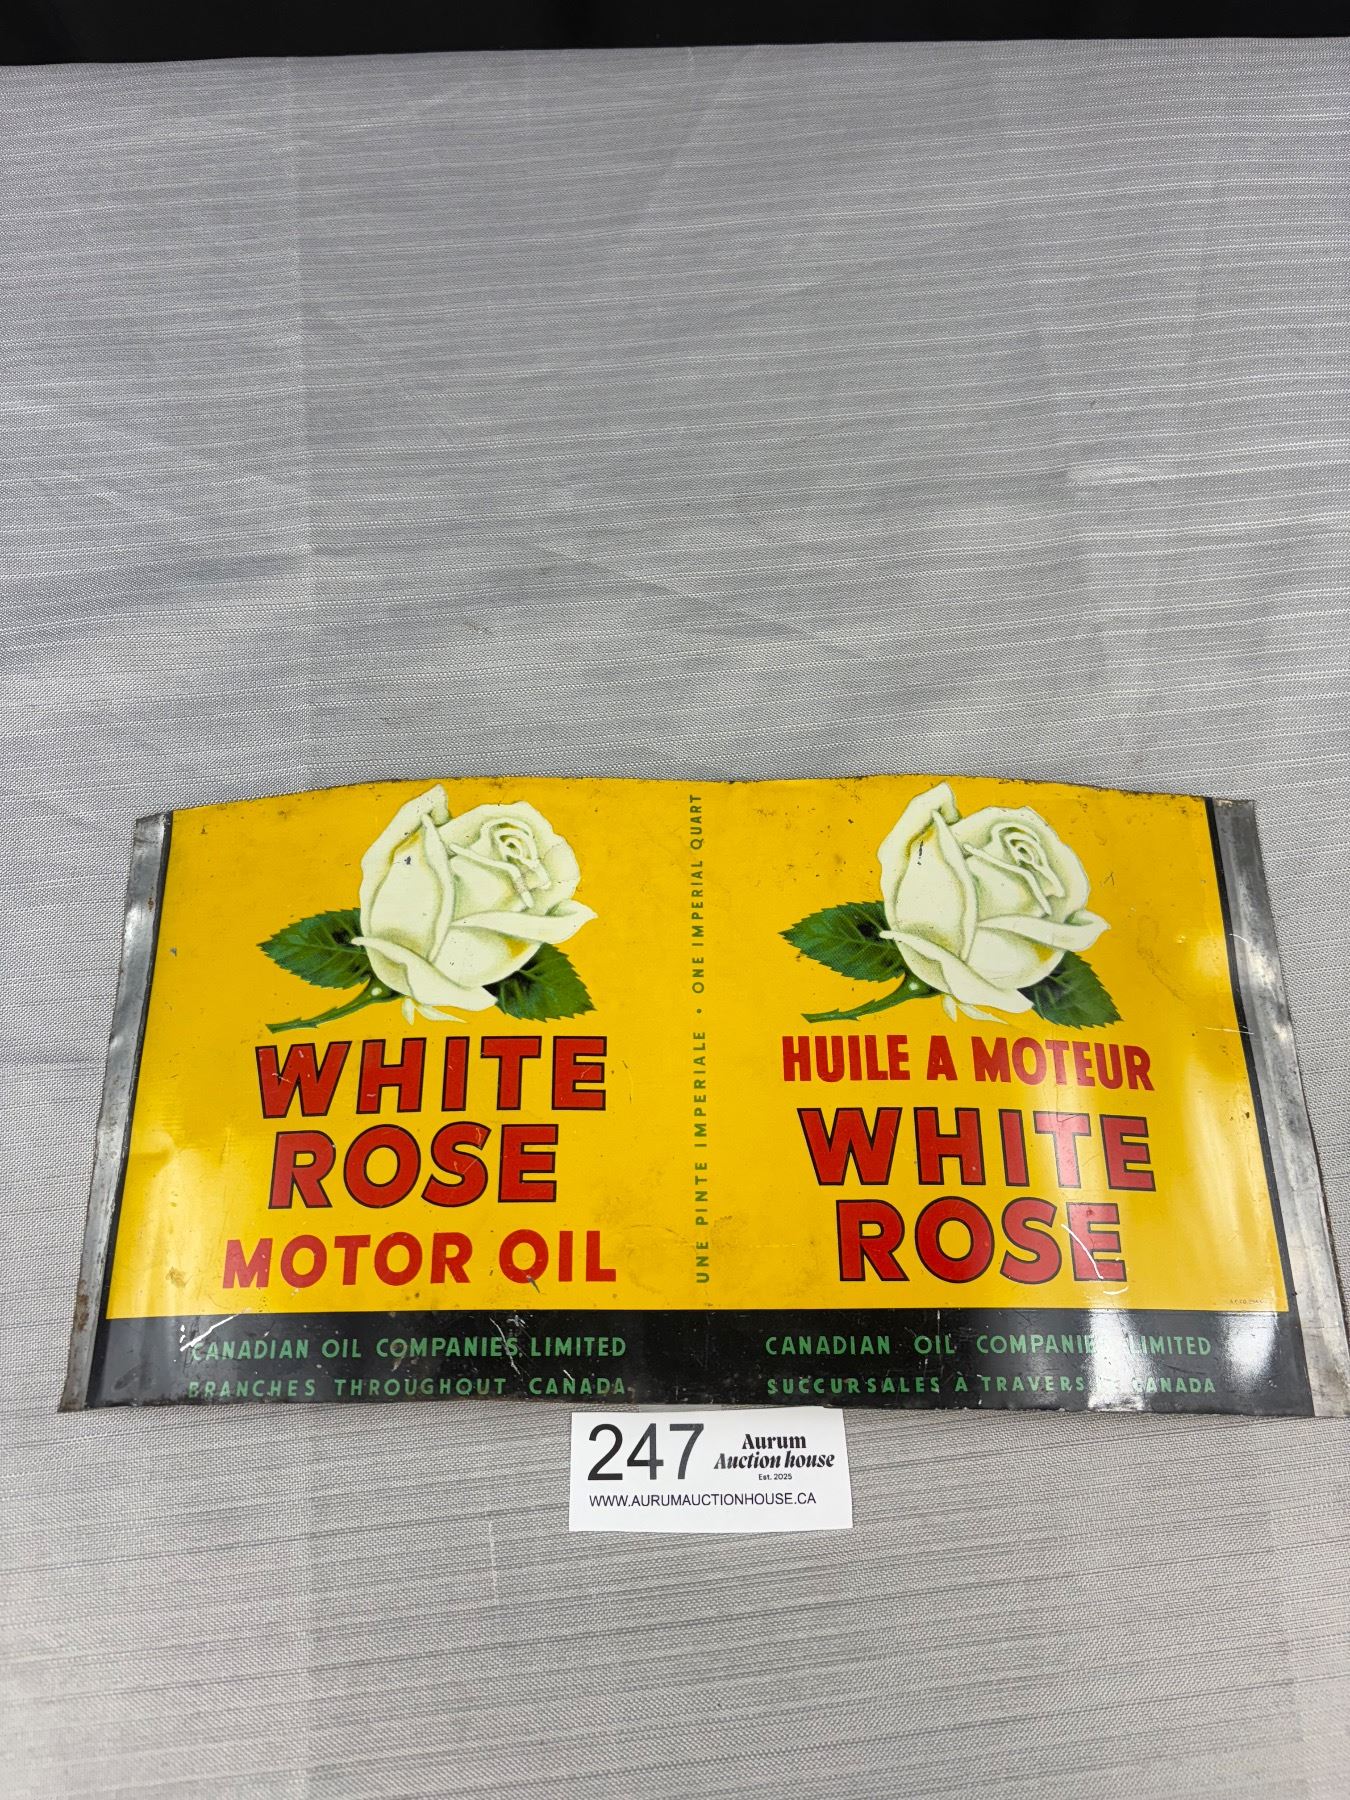 WHITE
ROSE
MOTOR OIL
CANADIAN OIL COMPANIES, LIMITED
BRANCHES THROUGHOUT CANADA
UNE PINTE IMPERIALE • ONE IMPERIAL QUART
HUILE A MOTEUR
WHITE
ROSE
CANADIAN OIL COMPANIES LIMITED
SUCCURSALES À TRAVERS CANADA
247
Aurum
Auction house
Est. 2025
WWW.AURUMAUCTIONHOUSE.CA